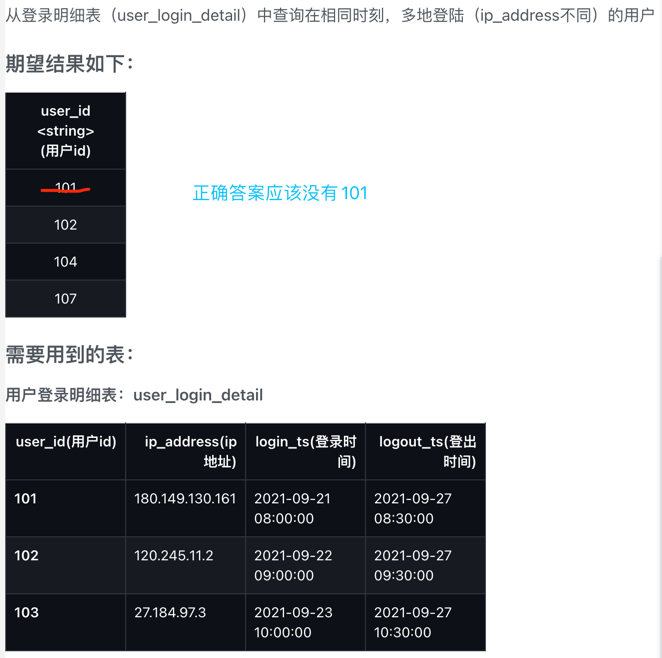 从登录明细表（user_login_detail）中查询在相同时刻，多地登陆（ip_address不同）的用户
期望结果如下：
user_id
<string>
(用户id)
101
正确答案应该没有101
102
104
107
需要用到的表：
用户登录明细表：user_login_detail
user_id(用户id) ip_address(ip地址) login_ts(登录时间) logout_ts(登出时间)
101 180.149.130.161 2021-09-21 08:00:00 2021-09-27 08:30:00
102 120.245.11.2 2021-09-22 09:00:00 2021-09-27 09:30:00
103 27.184.97.3 2021-09-23 10:00:00 2021-09-27 10:30:00